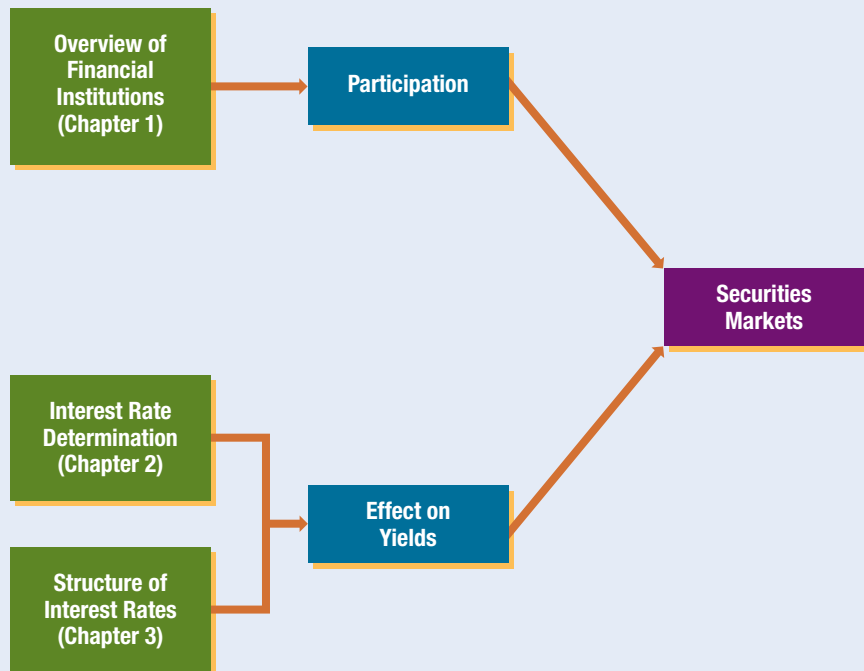 Overview of
Financial
Institutions
(Chapter 1)
Participation
Securities
Markets
Interest Rate
Determination
(Chapter 2)
Effect on
Yields
Structure of
Interest Rates
(Chapter 3)